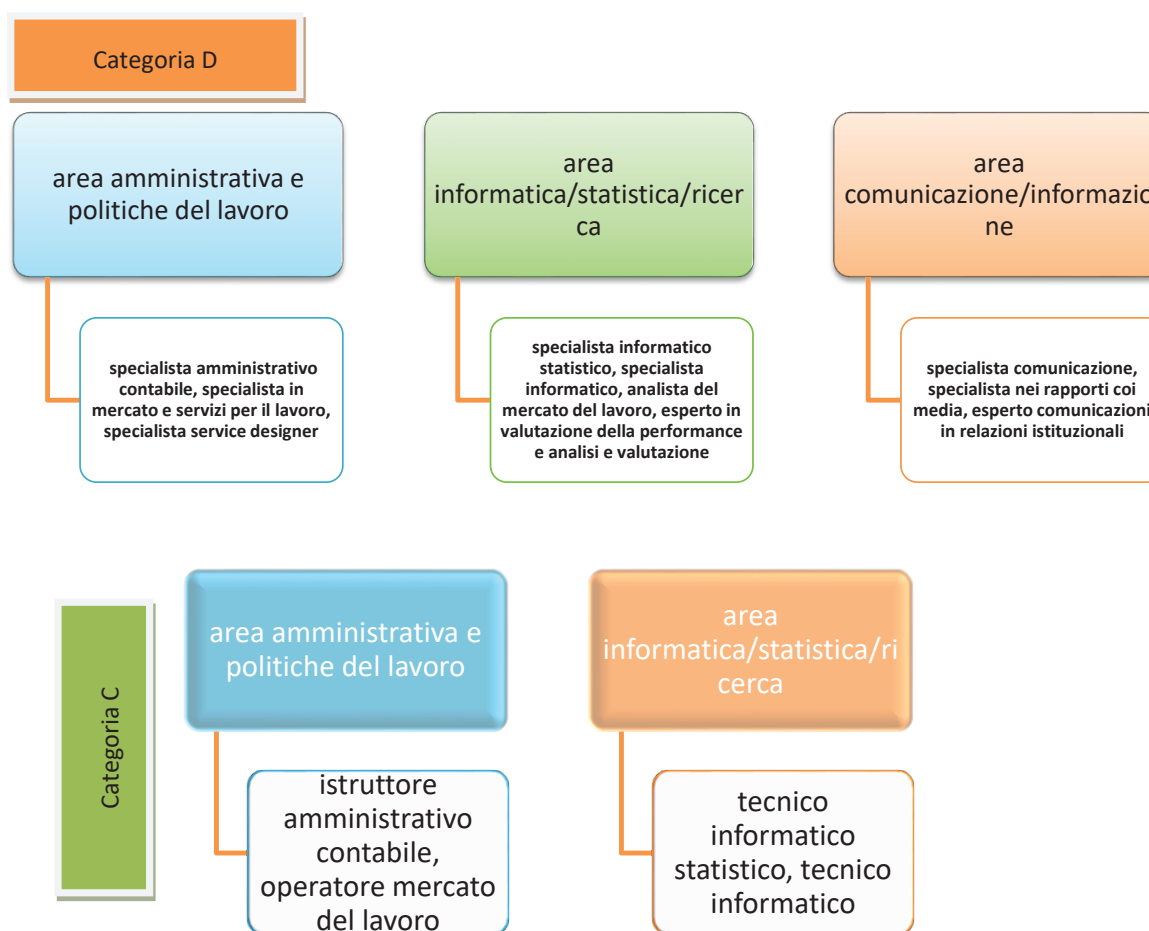 Categoria D
area amministrativa e
politiche del lavoro
area
informatica/statistica/ricer
ca
area
comunicazione/informazio
ne
specialista amministrativo
contabile, specialista in
mercato e servizi per il lavoro,
specialista service designer
specialista informatico
statistico, specialista
informatico, analista del
mercato del lavoro, esperto in
valutazione della performance
e analisi e valutazione
specialista comunicazione,
specialista nei rapporti coi
media, esperto comunicazioni
in relazioni istituzionali
Categoria C
area amministrativa e
politiche del lavoro
area
informatica/statistica/ri
cerca
istruttore
amministrativo
contabile,
operatore mercato
del lavoro
tecnico
informatico
statistico, tecnico
informatico